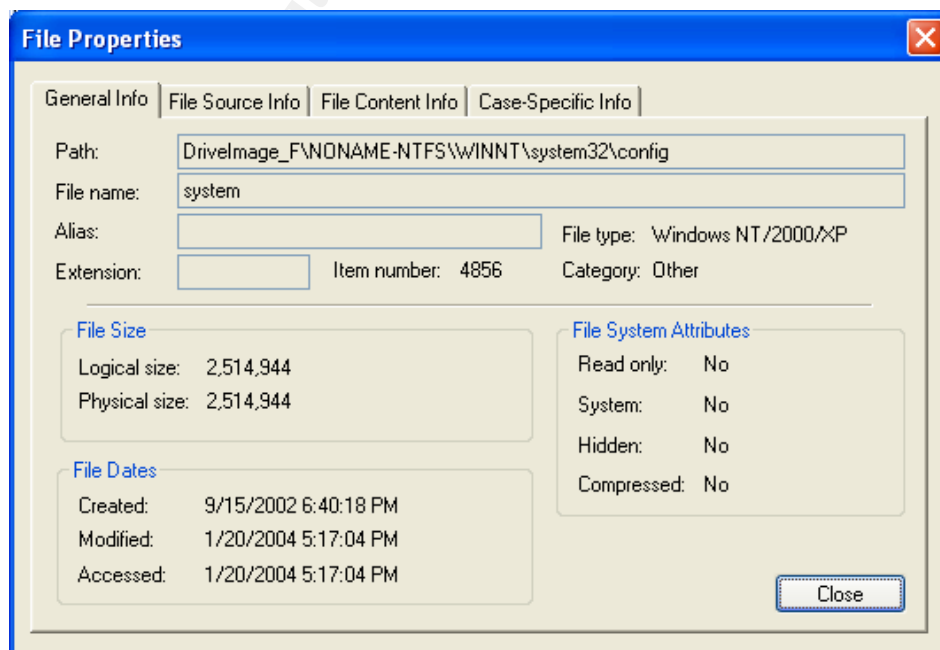 File Properties
General Info File Source Info File Content Info Case-Specific Info
Path: DriveImage_F\NONAME-NTFS\WINNT\system32\config
File name: system
Alias: File type: Windows NT/2000/XP
Extension: Item number: 4856 Category: Other
File Size
Logical size: 2,514,944
Physical size: 2,514,944
File System Attributes
Read only: No
System: No
Hidden: No
Compressed: No
File Dates
Created: 9/15/2002 6:40:18 PM
Modified: 1/20/2004 5:17:04 PM
Accessed: 1/20/2004 5:17:04 PM
Close